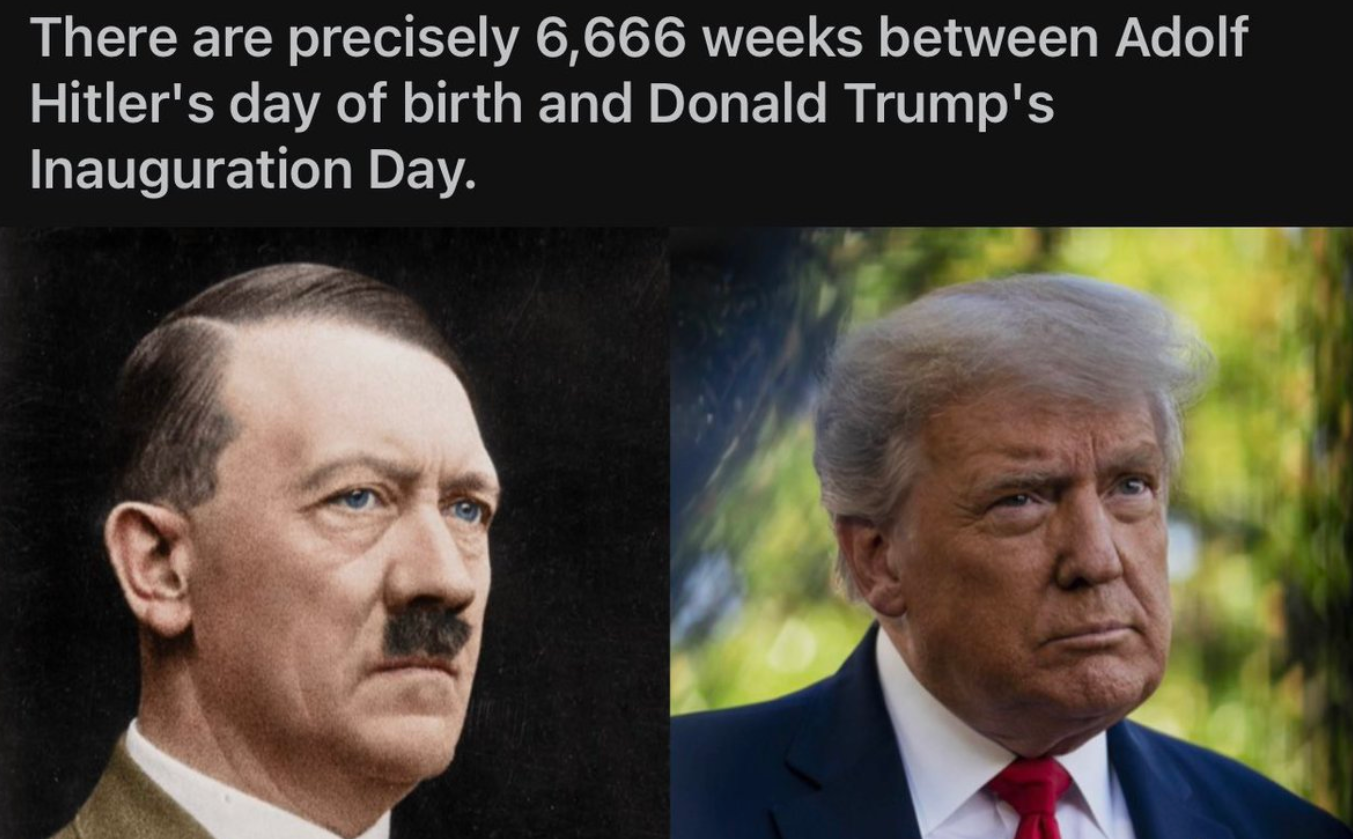 There are precisely 6,666 weeks between Adolf
Hitler's day of birth and Donald Trump's
Inauguration Day.